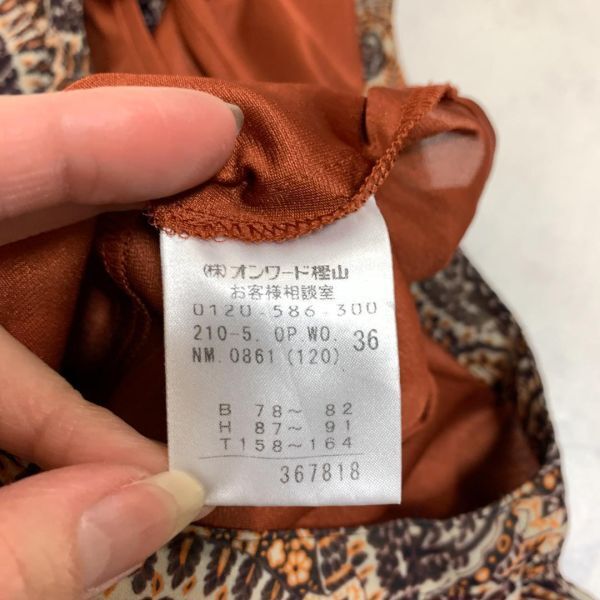 (株)オンワード樫山
お客様相談室
0120-586-300
210-5. OP.WO. 36
NM. 0861 (120)
B 78~ 82
H 87~ 91
T158~164
367818